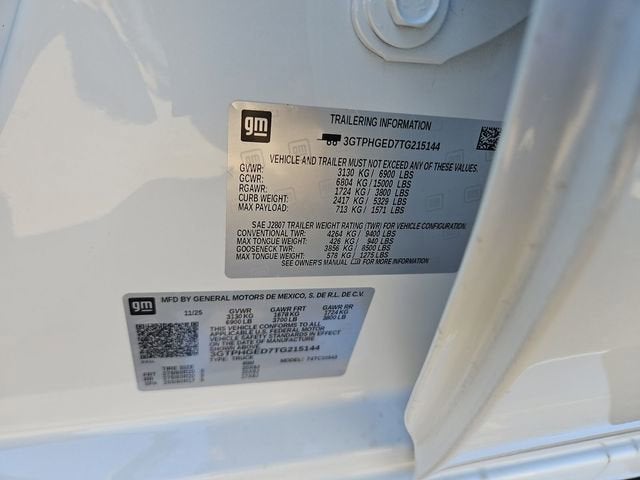 gm
TRAILERING INFORMATION
3GTPHGED7TG215144
VEHICLE AND TRAILER MUST NOT EXCEED ANY OF THESE VALUES.
GVWR: 3130 KG / 6900 LBS
GCWR: 6804 KG / 15000 LBS
RGAWR: 1724 KG / 3800 LBS
CURB WEIGHT: 2417 KG / 5329 LBS
MAX PAYLOAD: 713 KG / 1571 LBS
SAE J2807 TRAILER WEIGHT RATING (TWR) FOR VEHICLE CONFIGURATION.
CONVENTIONAL TWR: 4264 KG / 9400 LBS
MAX TONGUE WEIGHT: 426 KG / 940 LBS
GOOSENECK TWR: 3856 KG / 8500 LBS
MAX TONGUE WEIGHT: 578 KG / 1275 LBS
SEE OWNER'S MANUAL FOR MORE INFORMATION
gm
MFD BY GENERAL MOTORS DE MEXICO, S. DE R.L. DE C.V.
11/25 GVWR GAWR FRT GAWR RR
3130 KG 1678 KG 1724 KG
6900 LB 3700 LB 3800 LB
THIS VEHICLE CONFORMS TO ALL
APPLICABLE U.S. FEDERAL MOTOR
VEHICLE SAFETY STANDARDS IN EFFECT
ON THE DATE OF MANUFACTURE
SHOWN ABOVE
3GTPHGED7TG215144
TYPE: TRUCK MODEL:
TIRE SIZE